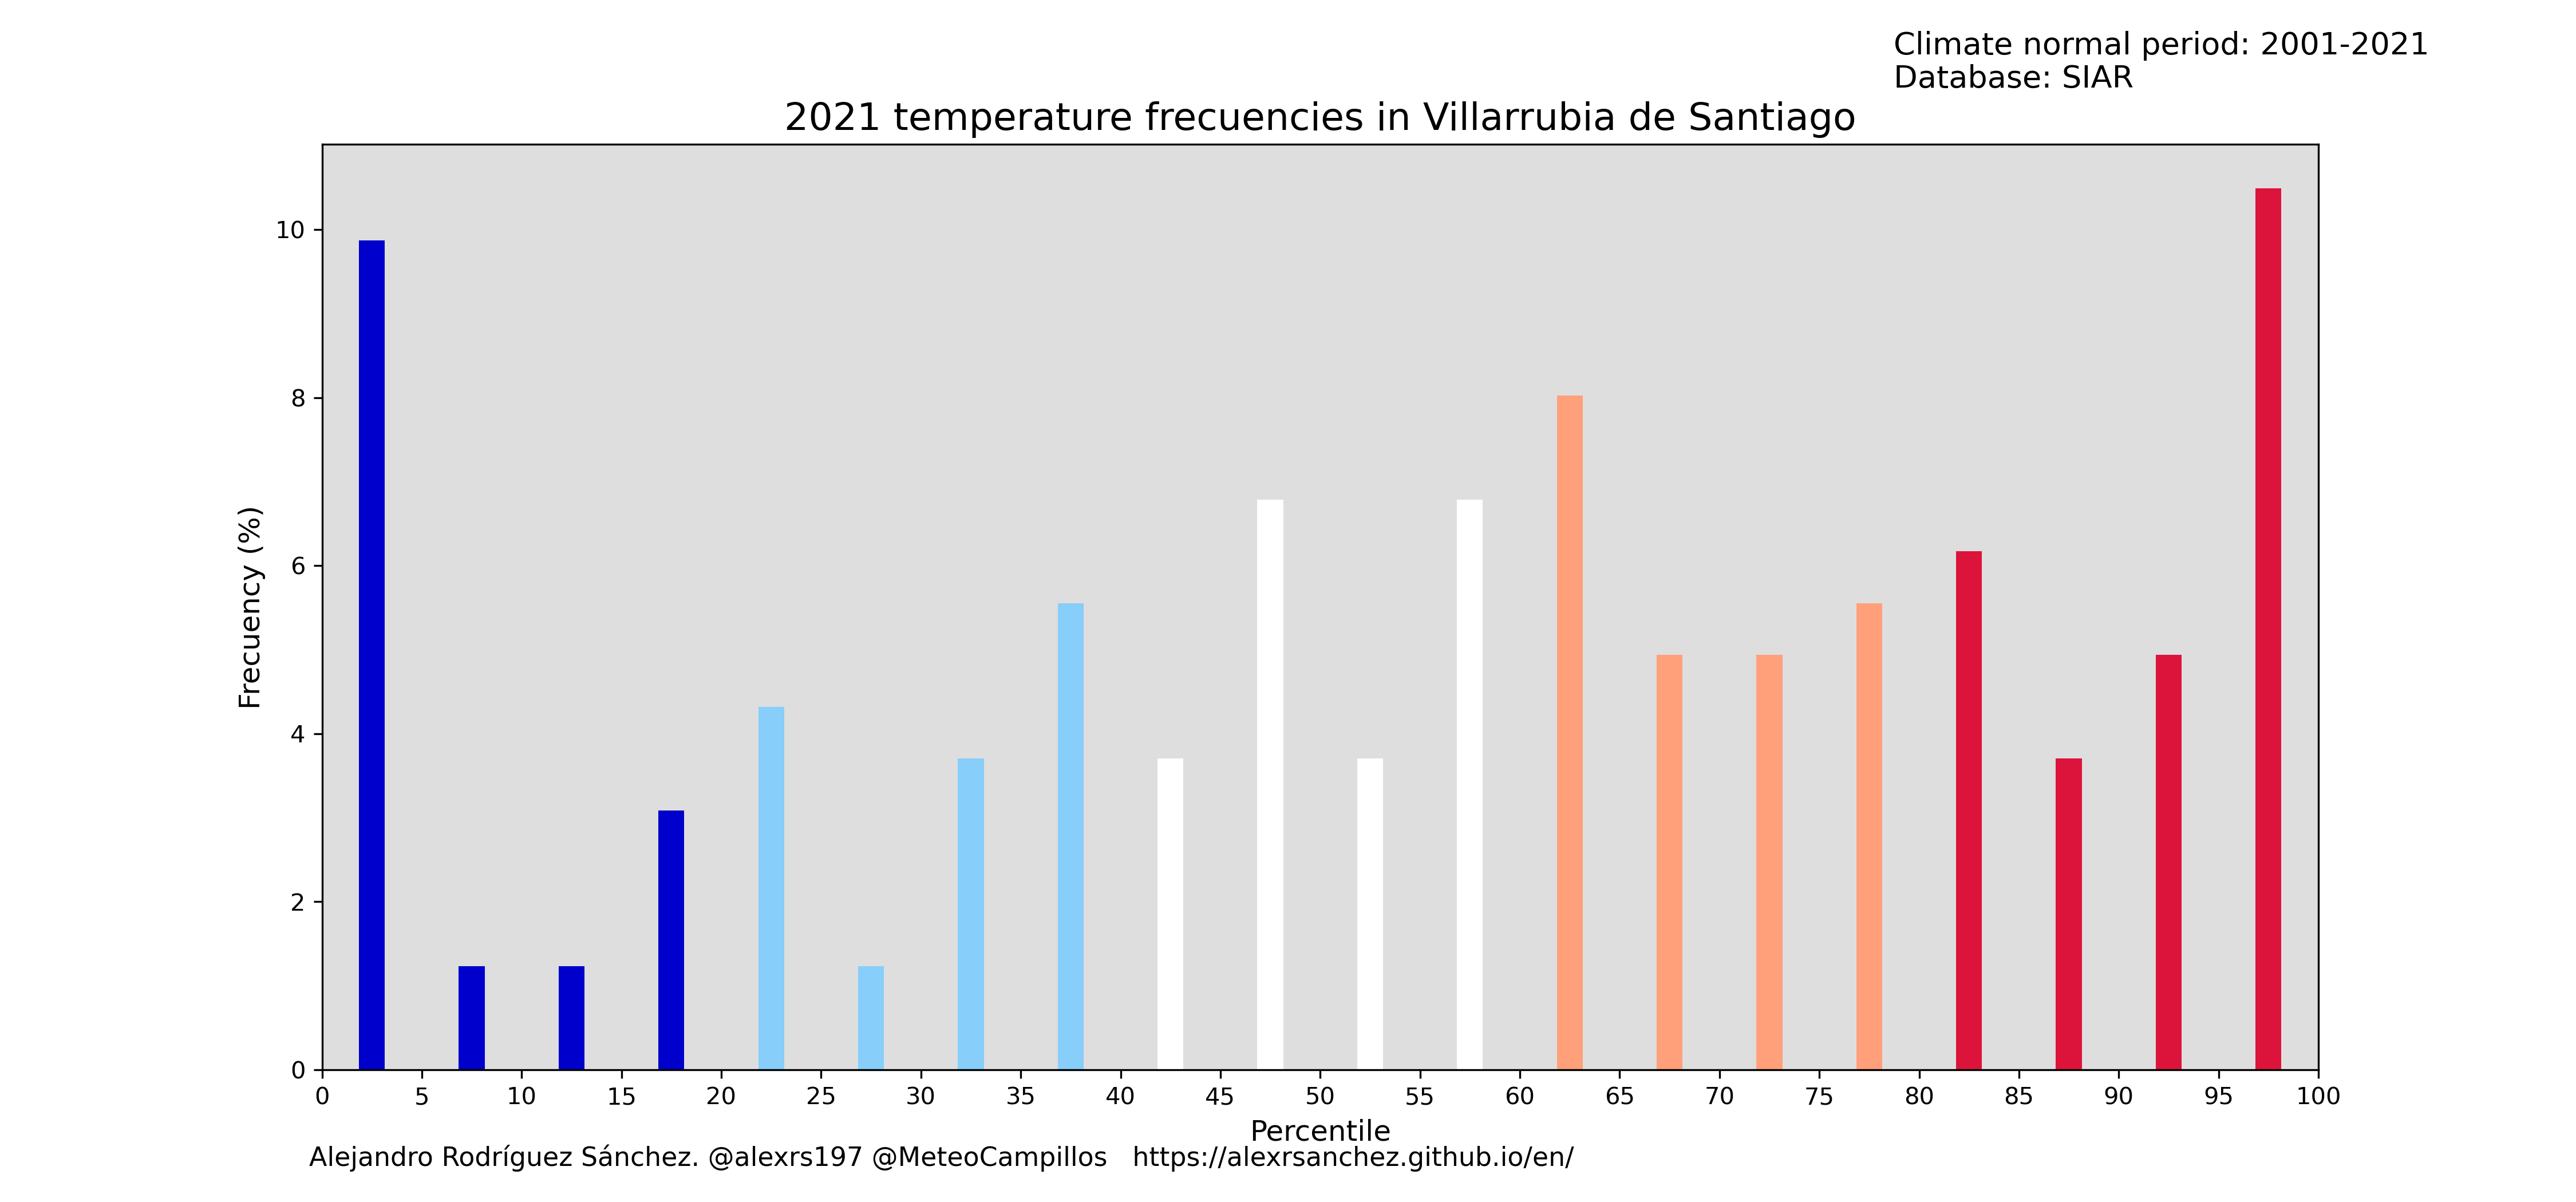 Climate normal period: 2001-2021
Database: SIAR
2021 temperature frecuencies in Villarrubia de Santiago
Frecuency (%)
10
8
6
4
2
0
0 5 10 15 20 25 30 35 40 45 50 55 60 65 70 75 80 85 90 95 100
Percentile
Alejandro Rodríguez Sánchez. @alexrs197 @MeteoCampillos https://alexrsanchez.github.io/en/